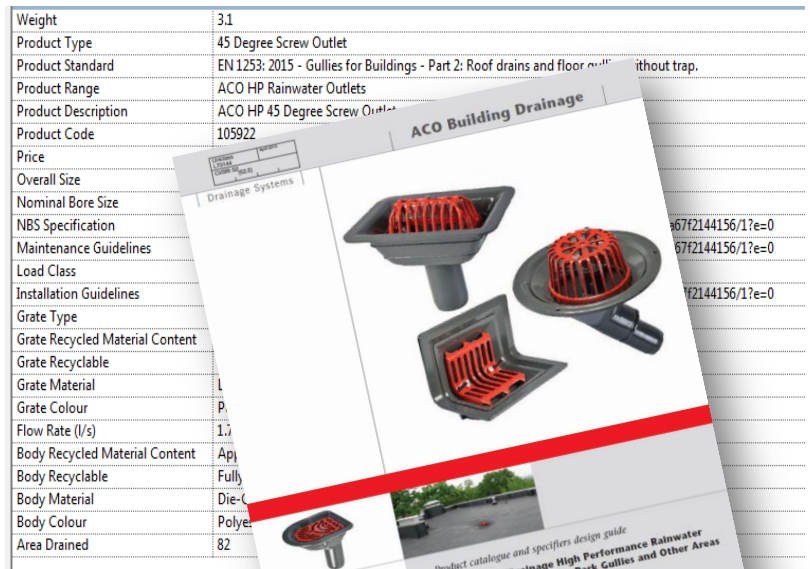 Weight 3.1
Product Type 45 Degree Screw Outlet
Product Standard EN 1253: 2015 - Gullies for Buildings - Part 2: Roof drains and floor without trap.
Product Range ACO HP Rainwater Outlets
Product Description ACO HP 45 Degree Screw Outlet
Product Code 105922
Price
Overall Size
Nominal Bore Size
NBS Specification a67f2144156/1?e=0
Maintenance Guidelines 67f2144156/1?e=0
Load Class
Installation Guidelines 7f2144156/1?e=0
Grate Type
Grate Recycled Material Content
Grate Recyclable
Grate Material L
Grate Colour P
Flow Rate (l/s) 1.7
Body Recycled Material Content App
Body Recyclable Fully
Body Material Die-C
Body Colour Polyes
Area Drained 82
ACO Building Drainage
Drainage Systems
Product catalogue and specifiers design guide
Drainage High Performance Rainwater
Park Gullies and Other Areas